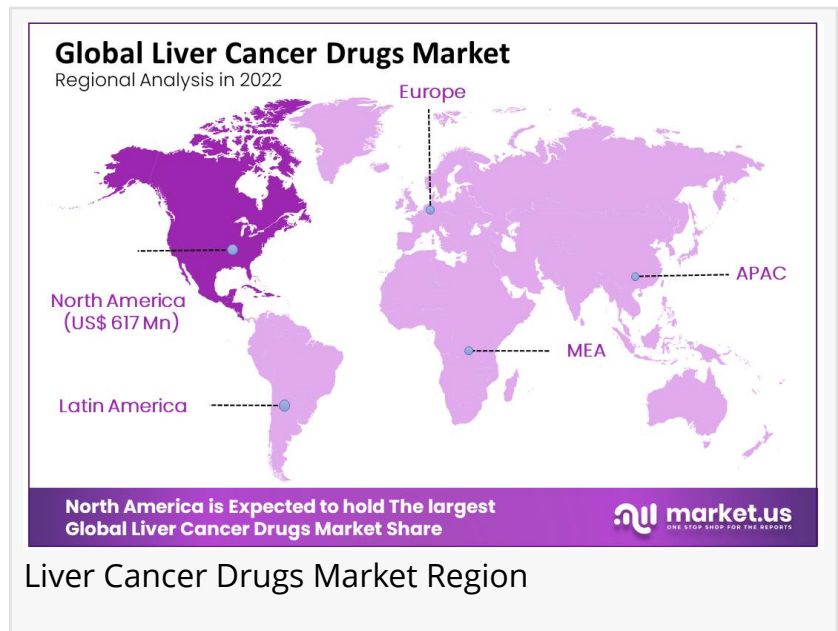 Global Liver Cancer Drugs Market
Regional Analysis in 2022
Europe
APAC
North America
(US$ 617 Mn)
MEA
Latin America
North America is Expected to hold The largest
Global Liver Cancer Drugs Market Share
market.us
ONE STOP SHOP FOR THE REPORTS
Liver Cancer Drugs Market Region